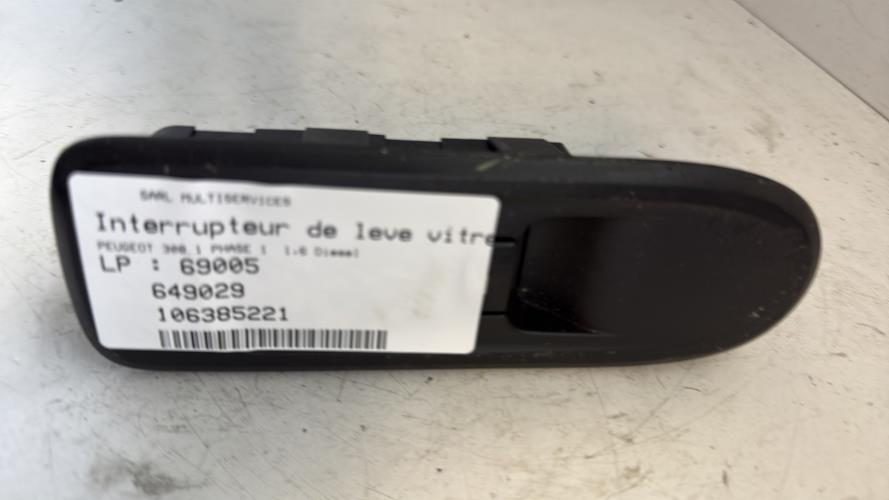 SARL MULTISERVICES
Interrupteur de leve vitre
PEUGEOT 308 1 PHASE 1 1.6 Diesel
LP : 69005
649029
106385221